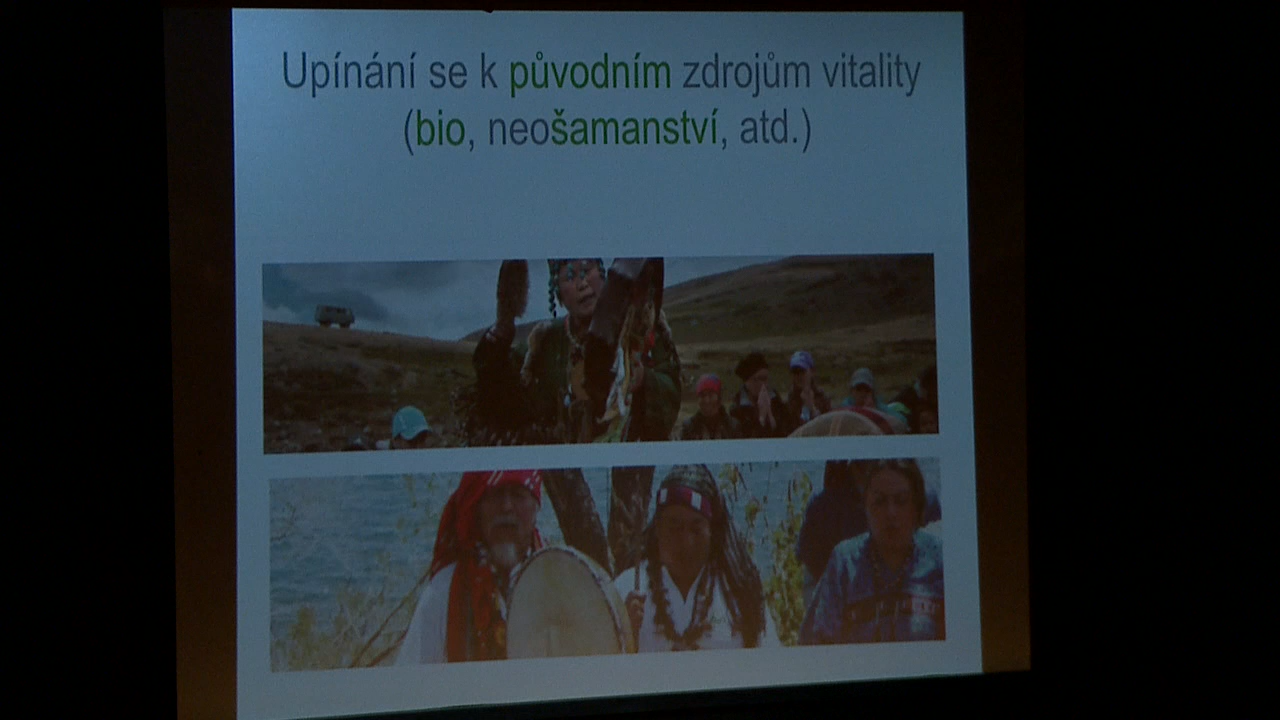 Upínání se k původním zdrojům vitality
(bio, neošamanství, atd.)